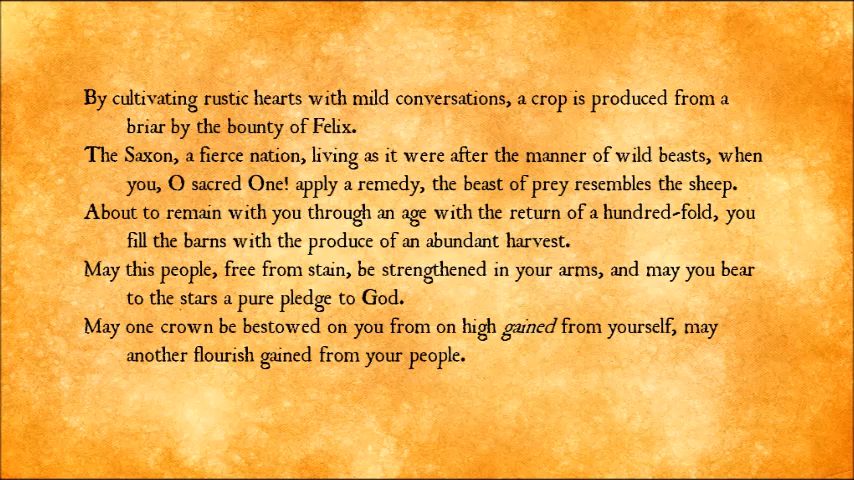 By cultivating rustic hearts with mild conversations, a crop is produced from a
briar by the bounty of Felix.
The Saxon, a fierce nation, living as it were after the manner of wild beasts, when
you, O sacred One! apply a remedy, the beast of prey resembles the sheep.
About to remain with you through an age with the return of a hundred-fold, you
fill the barns with the produce of an abundant harvest.
May this people, free from stain, be strengthened in your arms, and may you bear
to the stars a pure pledge to God.
May one crown be bestowed on you from on high gained from yourself, may
another flourish gained from your people.